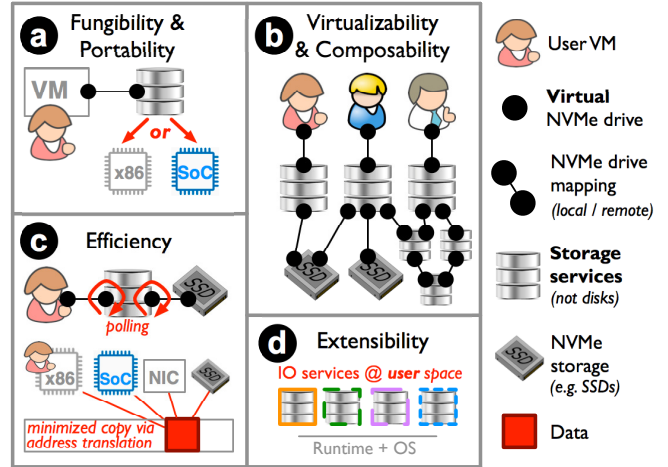 a
Fungibility &
Portability
VM
or
x86
SoC
b
Virtualizability
& Composability
SSD
SSD
c
Efficiency
SSD
polling
x86
SoC
NIC
SSD
minimized copy via
address translation
d
Extensibility
IO services @ user space
Runtime + OS
User VM
Virtual
NVMe drive
NVMe drive
mapping
(local / remote)
Storage
services
(not disks)
SSD
NVMe
storage
(e.g. SSDs)
Data